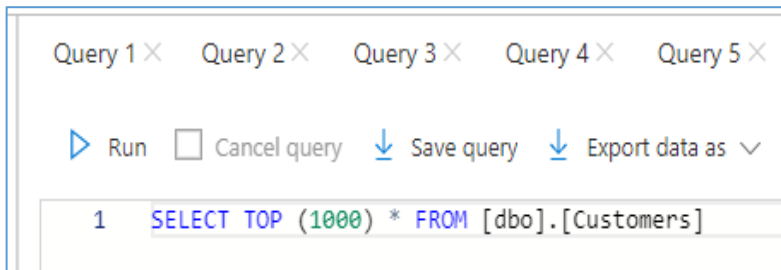 Query 1 × Query 2 × Query 3 × Query 4 × Query 5 ×
Run Cancel query Save query Export data as
1 SELECT TOP (1000) * FROM [dbo].[Customers]